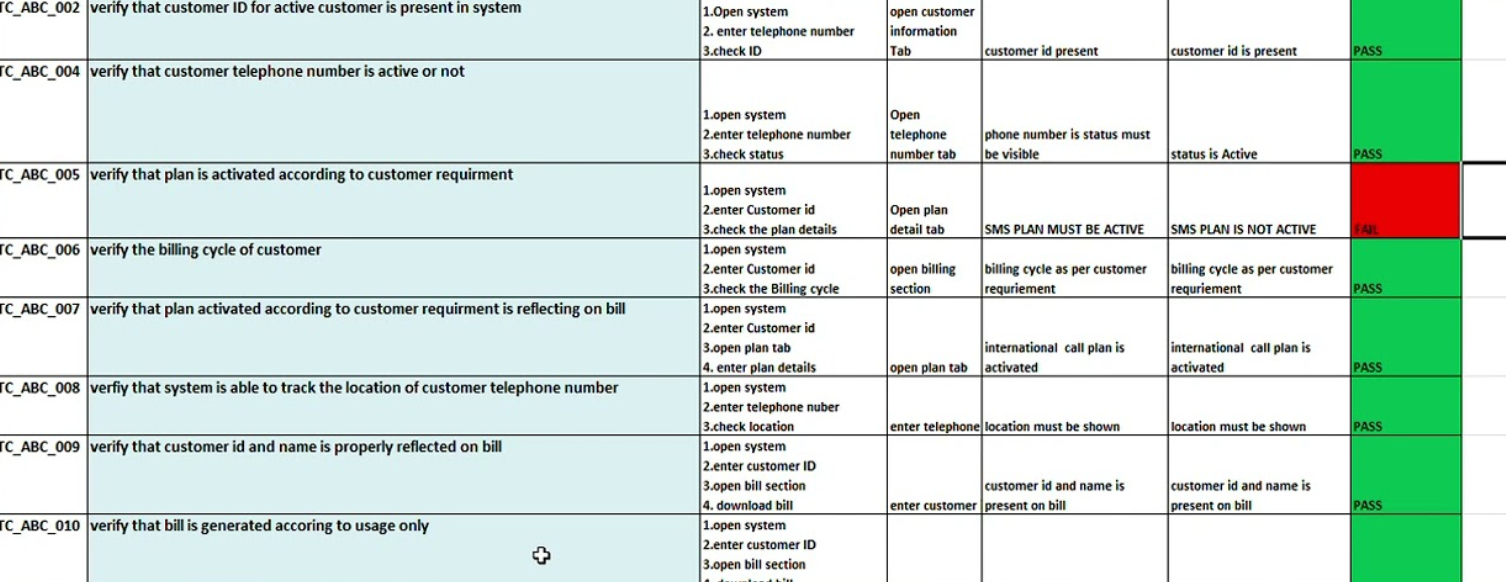 TC_ABC_002 verify that customer ID for active customer is present in system
1.Open system
2. enter telephone number
3.check ID
open customer
information
Tab
customer id present
customer id is present
PASS
TC_ABC_004 verify that customer telephone number is active or not
1.open system
2.enter telephone number
3.check status
Open
telephone
number tab
phone number is status must
be visible
status is Active
PASS
TC_ABC_005 verify that plan is activated according to customer requirment
1.open system
2.enter Customer id
3.check the plan details
Open plan
detail tab
SMS PLAN MUST BE ACTIVE
SMS PLAN IS NOT ACTIVE
FAIL
TC_ABC_006 verify the billing cycle of customer
1.open system
2.enter Customer id
3.check the Billing cycle
open billing
section
billing cycle as per customer
requriement
billing cycle as per customer
requriement
PASS
TC_ABC_007 verify that plan activated according to customer requirment is reflecting on bill
1.open system
2.enter Customer id
3.open plan tab
4. enter plan details
open plan tab
international call plan is
activated
international call plan is
activated
PASS
TC_ABC_008 verfiy that system is able to track the location of customer telephone number
1.open system
2.enter telephone nuber
3.check location
enter telephone
location must be shown
location must be shown
PASS
TC_ABC_009 verify that customer id and name is properly reflected on bill
1.open system
2.enter customer ID
3.open bill section
4. download bill
enter customer
customer id and name is
present on bill
customer id and name is
present on bill
PASS
TC_ABC_010 verify that bill is generated accoring to usage only
1.open system
2.enter customer ID
3.open bill section
4. download bill